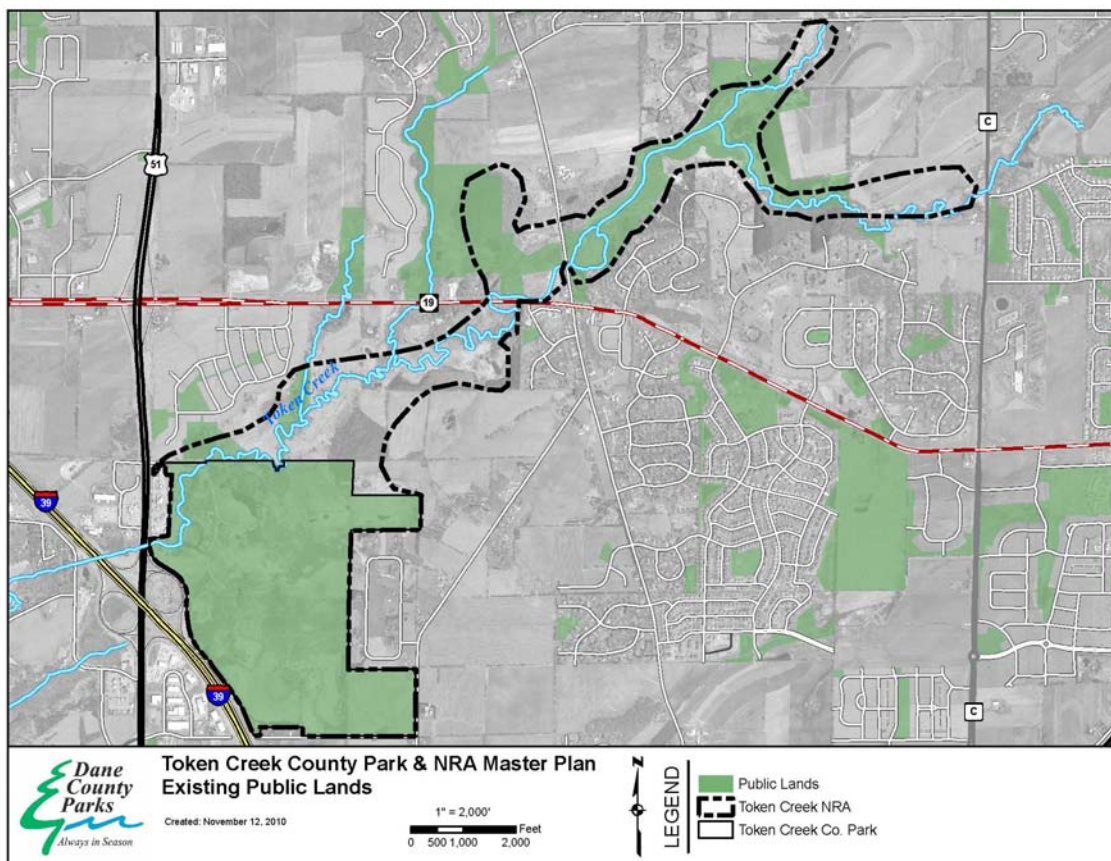 C
51
19
Token Creek
39
39
C
Dane
County
Parks
Always in Season
Token Creek County Park & NRA Master Plan
Existing Public Lands
Created: November 12, 2010
1" = 2,000'
0 500 1,000 2,000 Feet
N
LEGEND
Public Lands
Token Creek NRA
Token Creek Co. Park